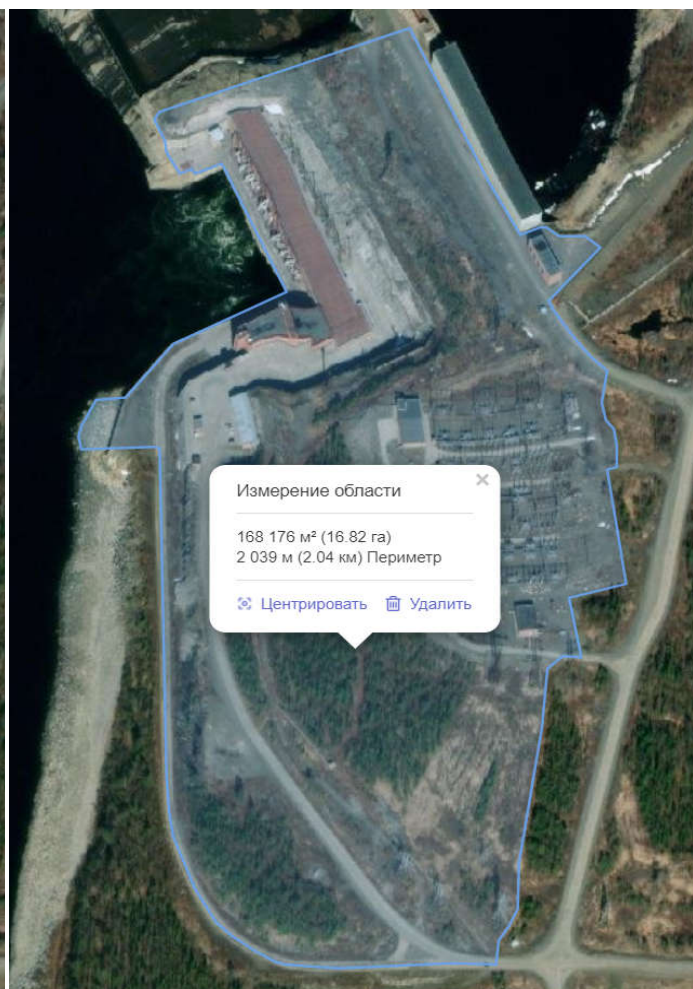 Измерение области
168 176 м² (16.82 га)
2 039 м (2.04 км) Периметр
Центрировать Удалить